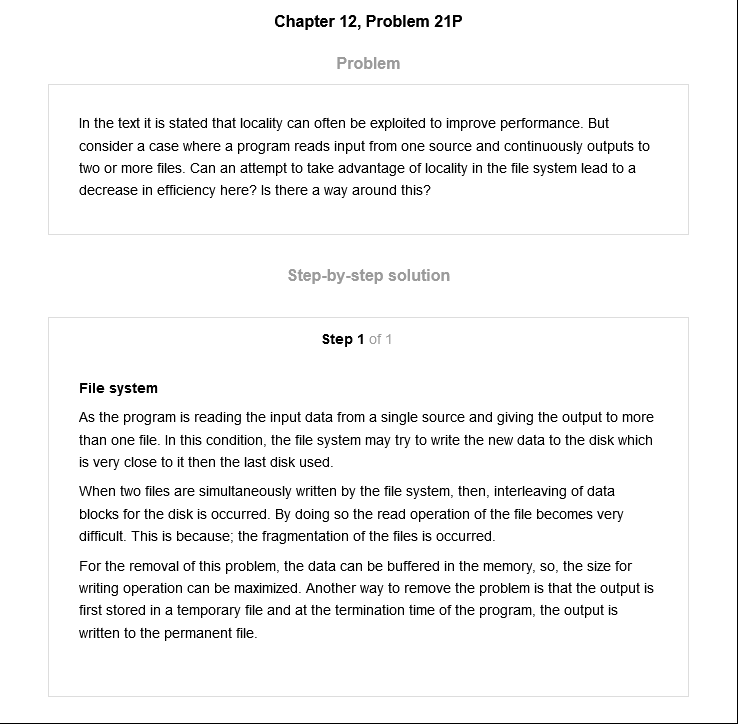 Chapter 12, Problem 21P
Problem
In the text it is stated that locality can often be exploited to improve performance. But
consider a case where a program reads input from one source and continuously outputs to
two or more files. Can an attempt to take advantage of locality in the file system lead to a
decrease in efficiency here? Is there a way around this?
Step-by-step solution
Step 1 of 1
File system
As the program is reading the input data from a single source and giving the output to more
than one file. In this condition, the file system may try to write the new data to the disk which
is very close to it then the last disk used.
When two files are simultaneously written by the file system, then, interleaving of data
blocks for the disk is occurred. By doing so the read operation of the file becomes very
difficult. This is because; the fragmentation of the files is occurred.
For the removal of this problem, the data can be buffered in the memory, so, the size for
writing operation can be maximized. Another way to remove the problem is that the output is
first stored in a temporary file and at the termination time of the program, the output is
written to the permanent file.